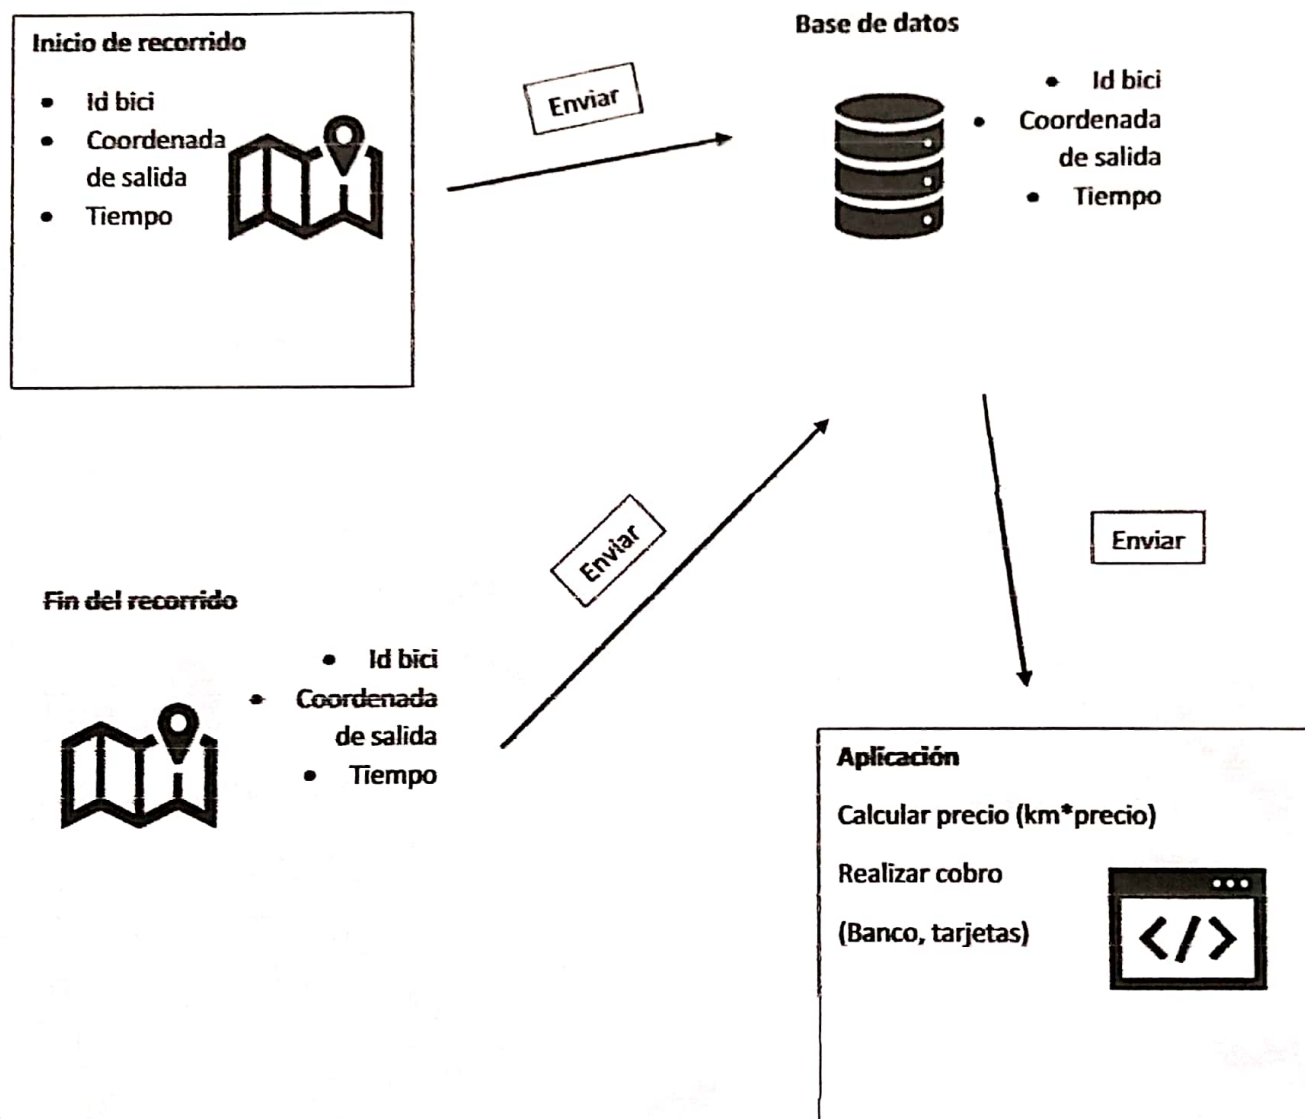 Inicio de recorrido
• Id bici
• Coordenada
de salida
• Tiempo
Enviar
Base de datos
• Id bici
• Coordenada
de salida
• Tiempo
Enviar
Enviar
Fin del recorrido
• Id bici
• Coordenada
de salida
• Tiempo
Aplicación
Calcular precio (km*precio)
Realizar cobro
(Banco, tarjetas)
</>